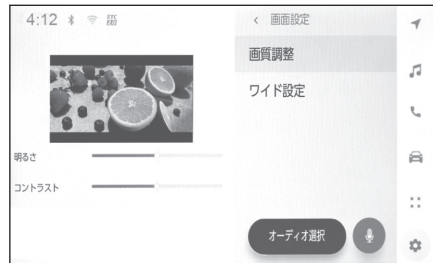 4:12
画面設定
画質調整
ワイド設定
明るさ
コントラスト
オーディオ選択